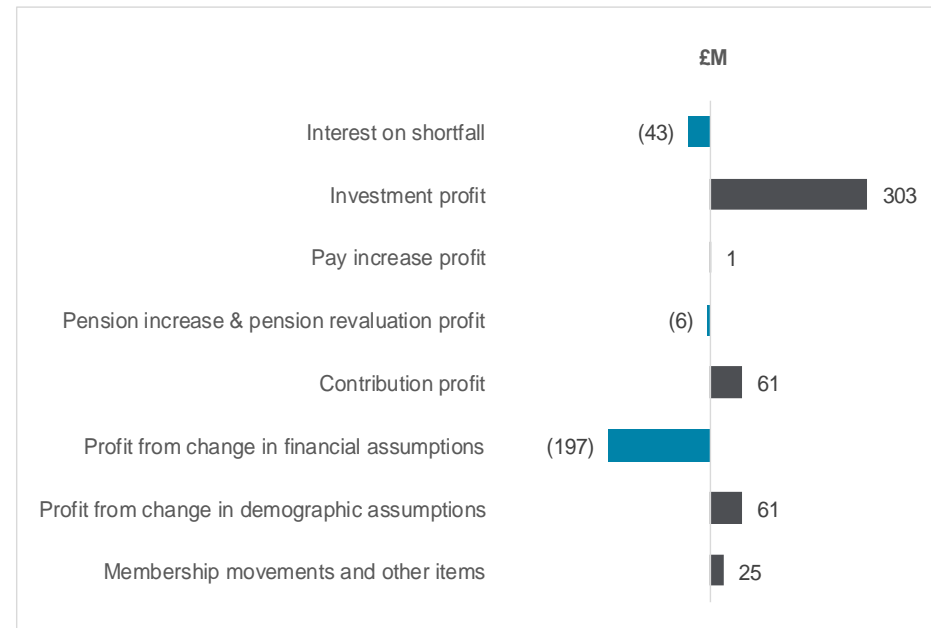 £M
Interest on shortfall (43)
Investment profit 303
Pay increase profit 1
Pension increase & pension revaluation profit (6)
Contribution profit 61
Profit from change in financial assumptions (197)
Profit from change in demographic assumptions 61
Membership movements and other items 25